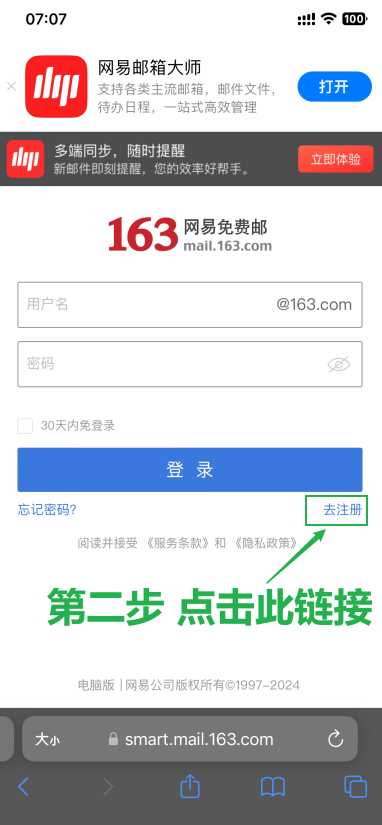 07:07
100
网易邮箱大师
支持各类主流邮箱，邮件文件，
待办日程，一站式高效管理
打开
多端同步，随时提醒
新邮件即刻提醒，您的效率好帮手。
立即体验
163 网易免费邮
mail.163.com
用户名 @163.com
密码
30天内免登录
登 录
忘记密码? 去注册
阅读并接受 《服务条款》和 《隐私政策》
第二步 点击此链接
电脑版 | 网易公司版权所有©1997-2024
大小 smart.mail.163.com